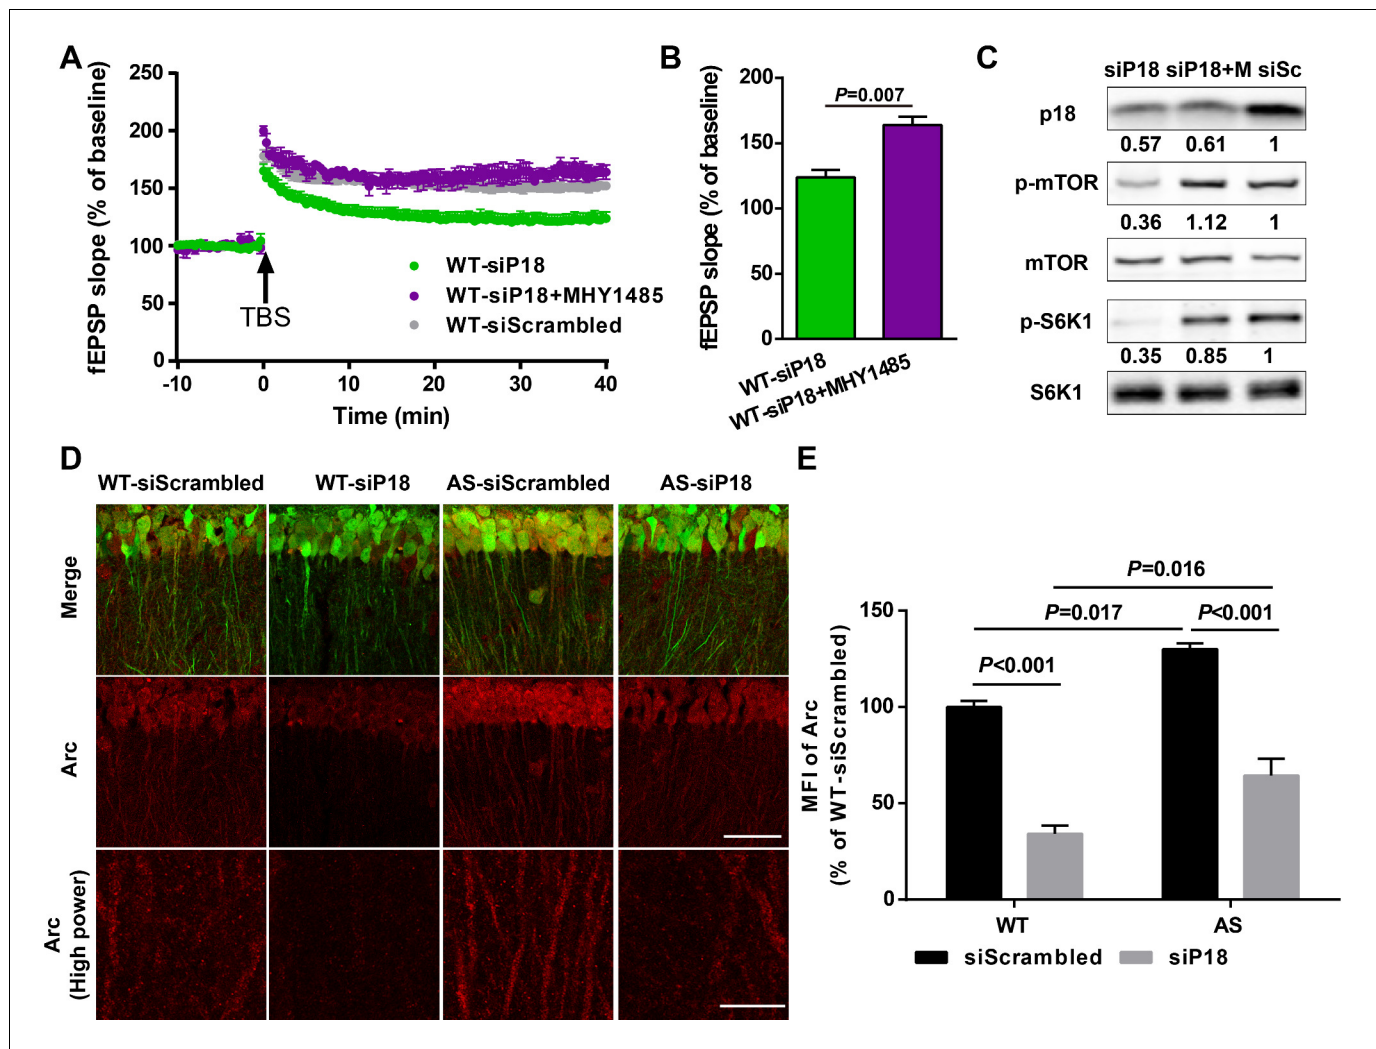 A
fEPSP slope (% of baseline)
250
200
150
100
50
0
-10
0
10
20
30
40
Time (min)
TBS
WT-siP18
WT-siP18+MHY1485
WT-siScrambled
B
fEPSP slope (% of baseline)
200
150
100
50
0
P=0.007
WT-siP18
WT-siP18+MHY1485
C
siP18 siP18+M siSc
p18
0.57 0.61 1
p-mTOR
0.36 1.12 1
mTOR
p-S6K1
0.35 0.85 1
S6K1
D
WT-siScrambled WT-siP18 AS-siScrambled AS-siP18
Merge
Arc
Arc
(High power)
E
MFI of Arc
(% of WT-siScrambled)
150
100
50
0
P=0.016
P=0.017
P<0.001
P<0.001
WT AS
siScrambled siP18